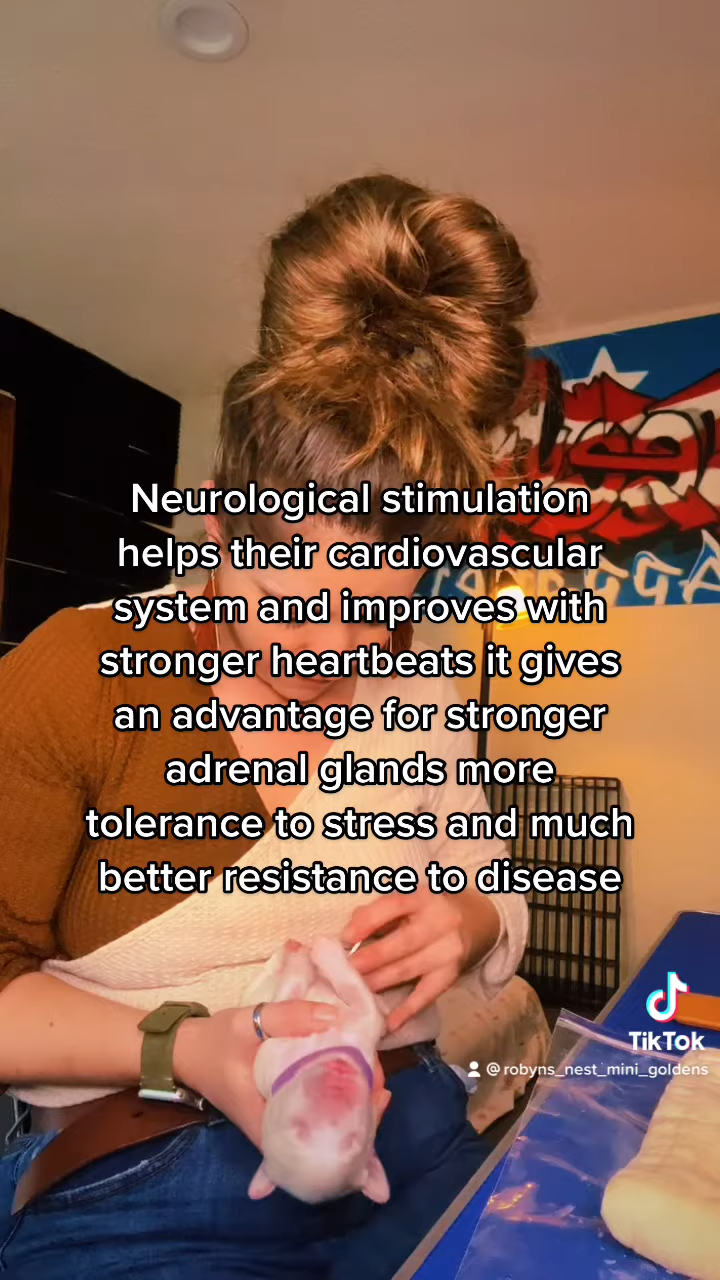 Neurological stimulation
helps their cardiovascular
system and improves with
stronger heartbeats it gives
an advantage for stronger
adrenal glands more
tolerance to stress and much
better resistance to disease
TikTok
@robyns_nest_mini_goldens